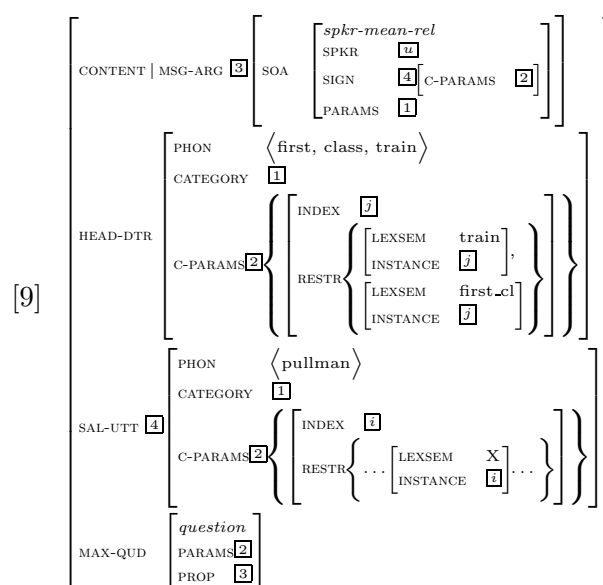 spkr-mean-rel
SPKR u
CONTENT | MSG-ARG 3 SOA SIGN 4 [C-PARAMS 2]
PARAMS 1
PHON ⟨first, class, train⟩
CATEGORY 1
INDEX j
HEAD-DTR LEXSEM train
C-PARAMS 2 INSTANCE j ,
RESTR
LEXSEM first_cl
[9] INSTANCE j
PHON ⟨pullman⟩
CATEGORY 1
SAL-UTT 4 INDEX i
C-PARAMS 2 LEXSEM X
RESTR { ... INSTANCE i ... }
question
MAX-QUD PARAMS 2
PROP 3